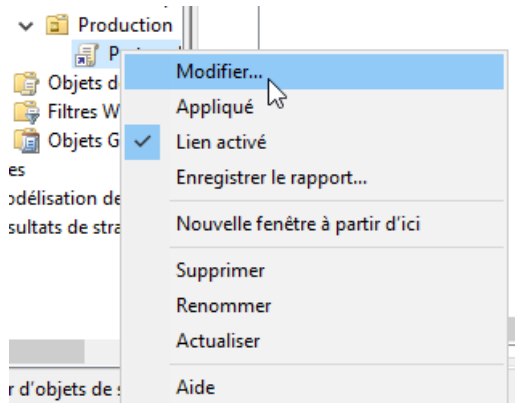 Production
P
Modifier...
Objets d
Appliqué
Filtres W
Lien activé
Objets G
es
Enregistrer le rapport...
odélisation de
Nouvelle fenêtre à partir d'ici
sultats de stra
Supprimer
Renommer
Actualiser
r d'objets de s
Aide